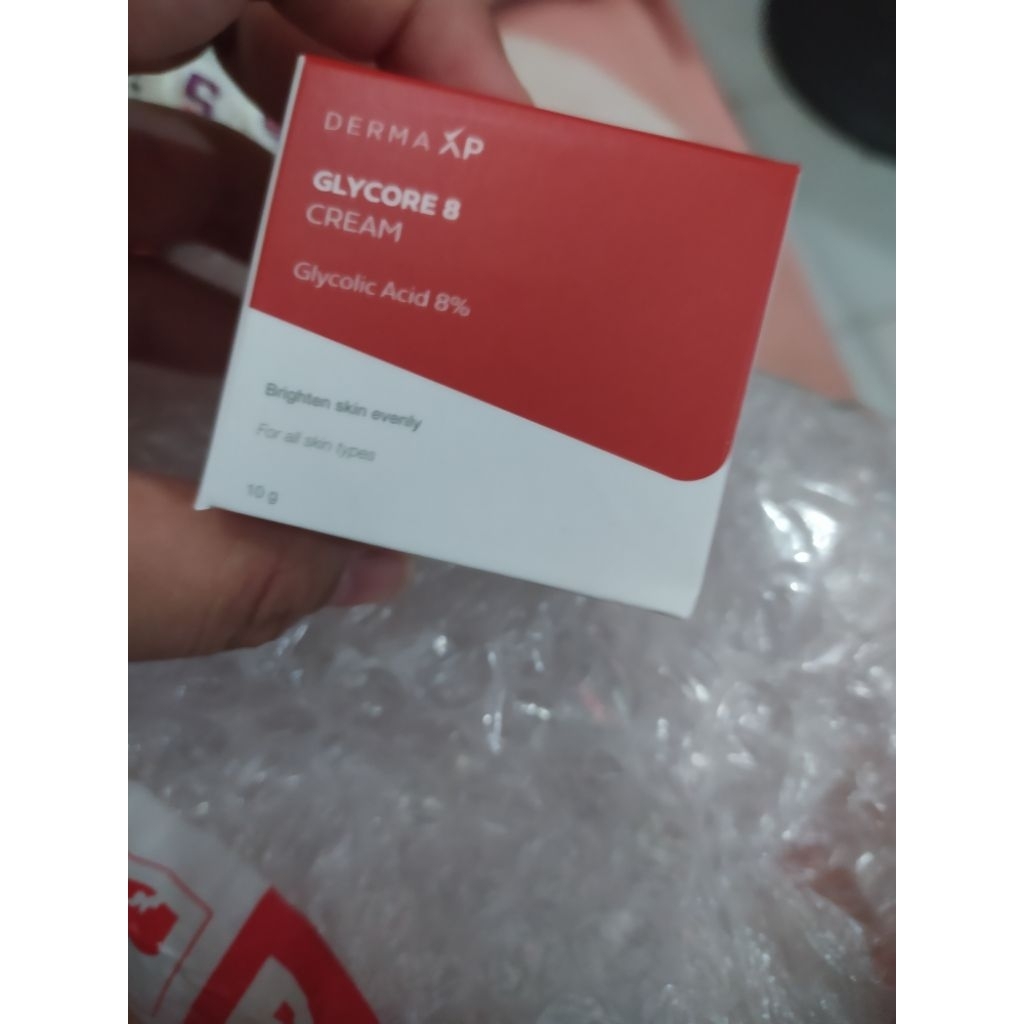 DERMA XP
GLYCORE 8
CREAM
Glycolic Acid 8%
Brighten skin evenly
For all skin types
10 g
S